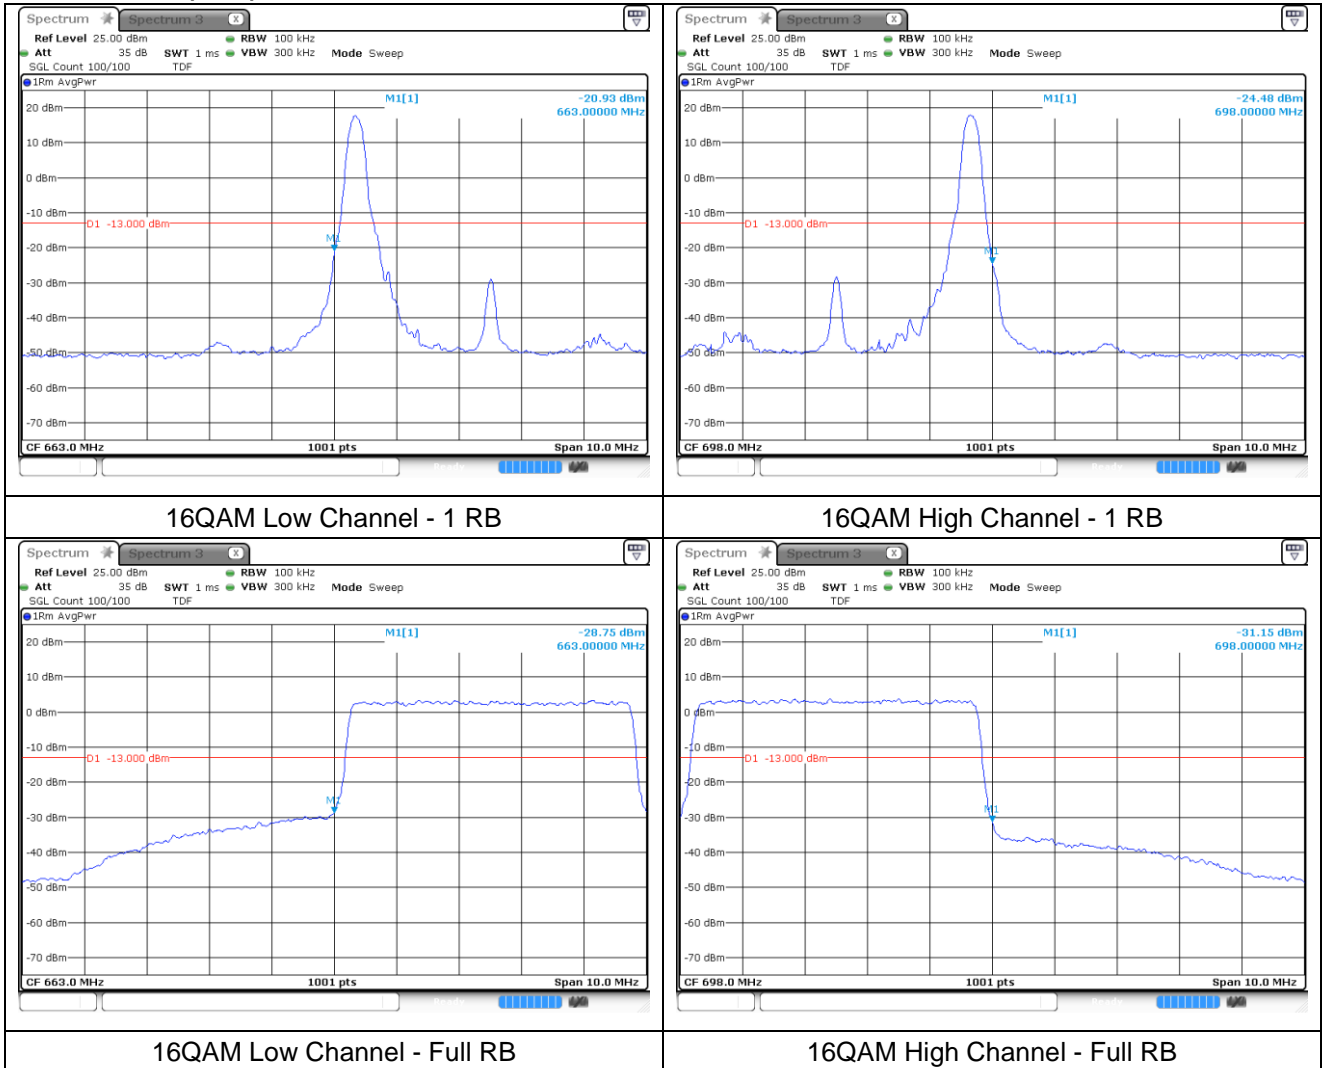 Spectrum Spectrum 3 X
Ref Level 25.00 dBm RBW 100 kHz
Att 35 dB SWT 1 ms VBW 300 kHz Mode Sweep
SGL Count 100/100 TDF
1Rm AvgPwr
M1[1] -20.93 dBm
663.00000 MHz
20 dBm
10 dBm
0 dBm
-10 dBm
D1 -13.000 dBm
M1
-20 dBm
-30 dBm
-40 dBm
-50 dBm
-60 dBm
-70 dBm
CF 663.0 MHz 1001 pts Span 10.0 MHz
Ready
16QAM Low Channel - 1 RB
Spectrum Spectrum 3 X
Ref Level 25.00 dBm RBW 100 kHz
Att 35 dB SWT 1 ms VBW 300 kHz Mode Sweep
SGL Count 100/100 TDF
1Rm AvgPwr
M1[1] -24.48 dBm
698.00000 MHz
20 dBm
10 dBm
0 dBm
-10 dBm
D1 -13.000 dBm
-20 dBm
M1
-30 dBm
-40 dBm
-50 dBm
-60 dBm
-70 dBm
CF 698.0 MHz 1001 pts Span 10.0 MHz
Ready
16QAM High Channel - 1 RB
Spectrum Spectrum 3 X
Ref Level 25.00 dBm RBW 100 kHz
Att 35 dB SWT 1 ms VBW 300 kHz Mode Sweep
SGL Count 100/100 TDF
1Rm AvgPwr
M1[1] -28.75 dBm
663.00000 MHz
20 dBm
10 dBm
0 dBm
-10 dBm
D1 -13.000 dBm
-20 dBm
M1
-30 dBm
-40 dBm
-50 dBm
-60 dBm
-70 dBm
CF 663.0 MHz 1001 pts Span 10.0 MHz
Ready
16QAM Low Channel - Full RB
Spectrum Spectrum 3 X
Ref Level 25.00 dBm RBW 100 kHz
Att 35 dB SWT 1 ms VBW 300 kHz Mode Sweep
SGL Count 100/100 TDF
1Rm AvgPwr
M1[1] -31.15 dBm
698.00000 MHz
20 dBm
10 dBm
0 dBm
-10 dBm
D1 -13.000 dBm
-20 dBm
M1
-30 dBm
-40 dBm
-50 dBm
-60 dBm
-70 dBm
CF 698.0 MHz 1001 pts Span 10.0 MHz
Ready
16QAM High Channel - Full RB